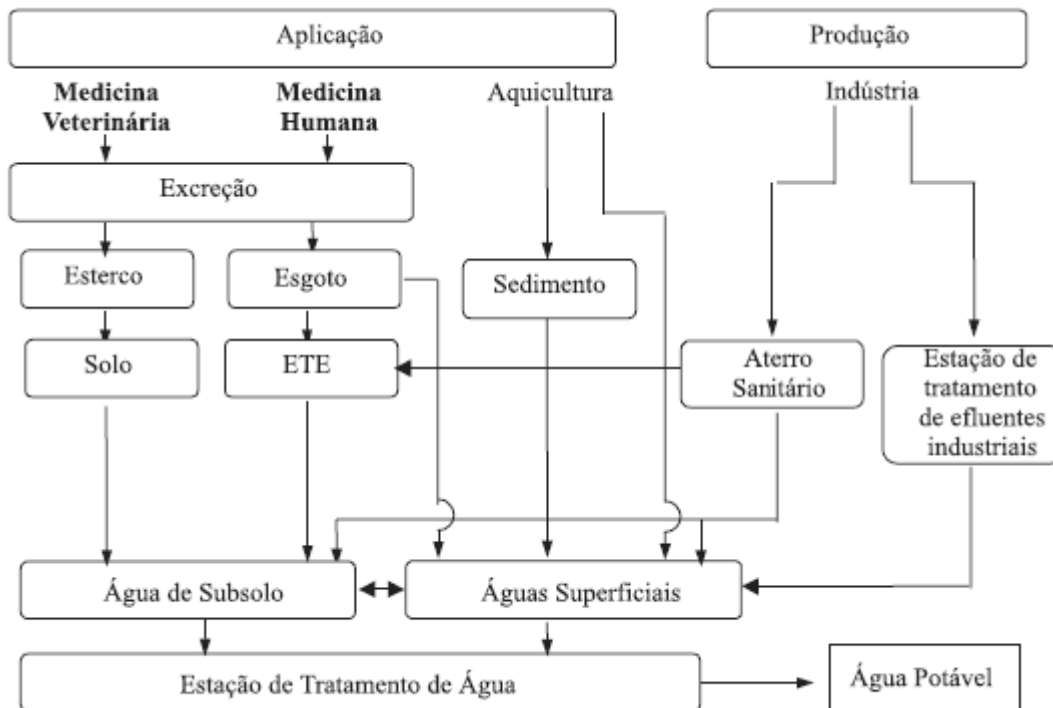 Aplicação
Produção
Medicina
Veterinária
Medicina
Humana
Aquicultura
Indústria
Excreção
Esterco
Esgoto
Sedimento
Solo
ETE
Aterro
Sanitário
Estação de
tratamento
de efluentes
industriais
Água de Subsolo
Águas Superficiais
Estação de Tratamento de Água
Água Potável